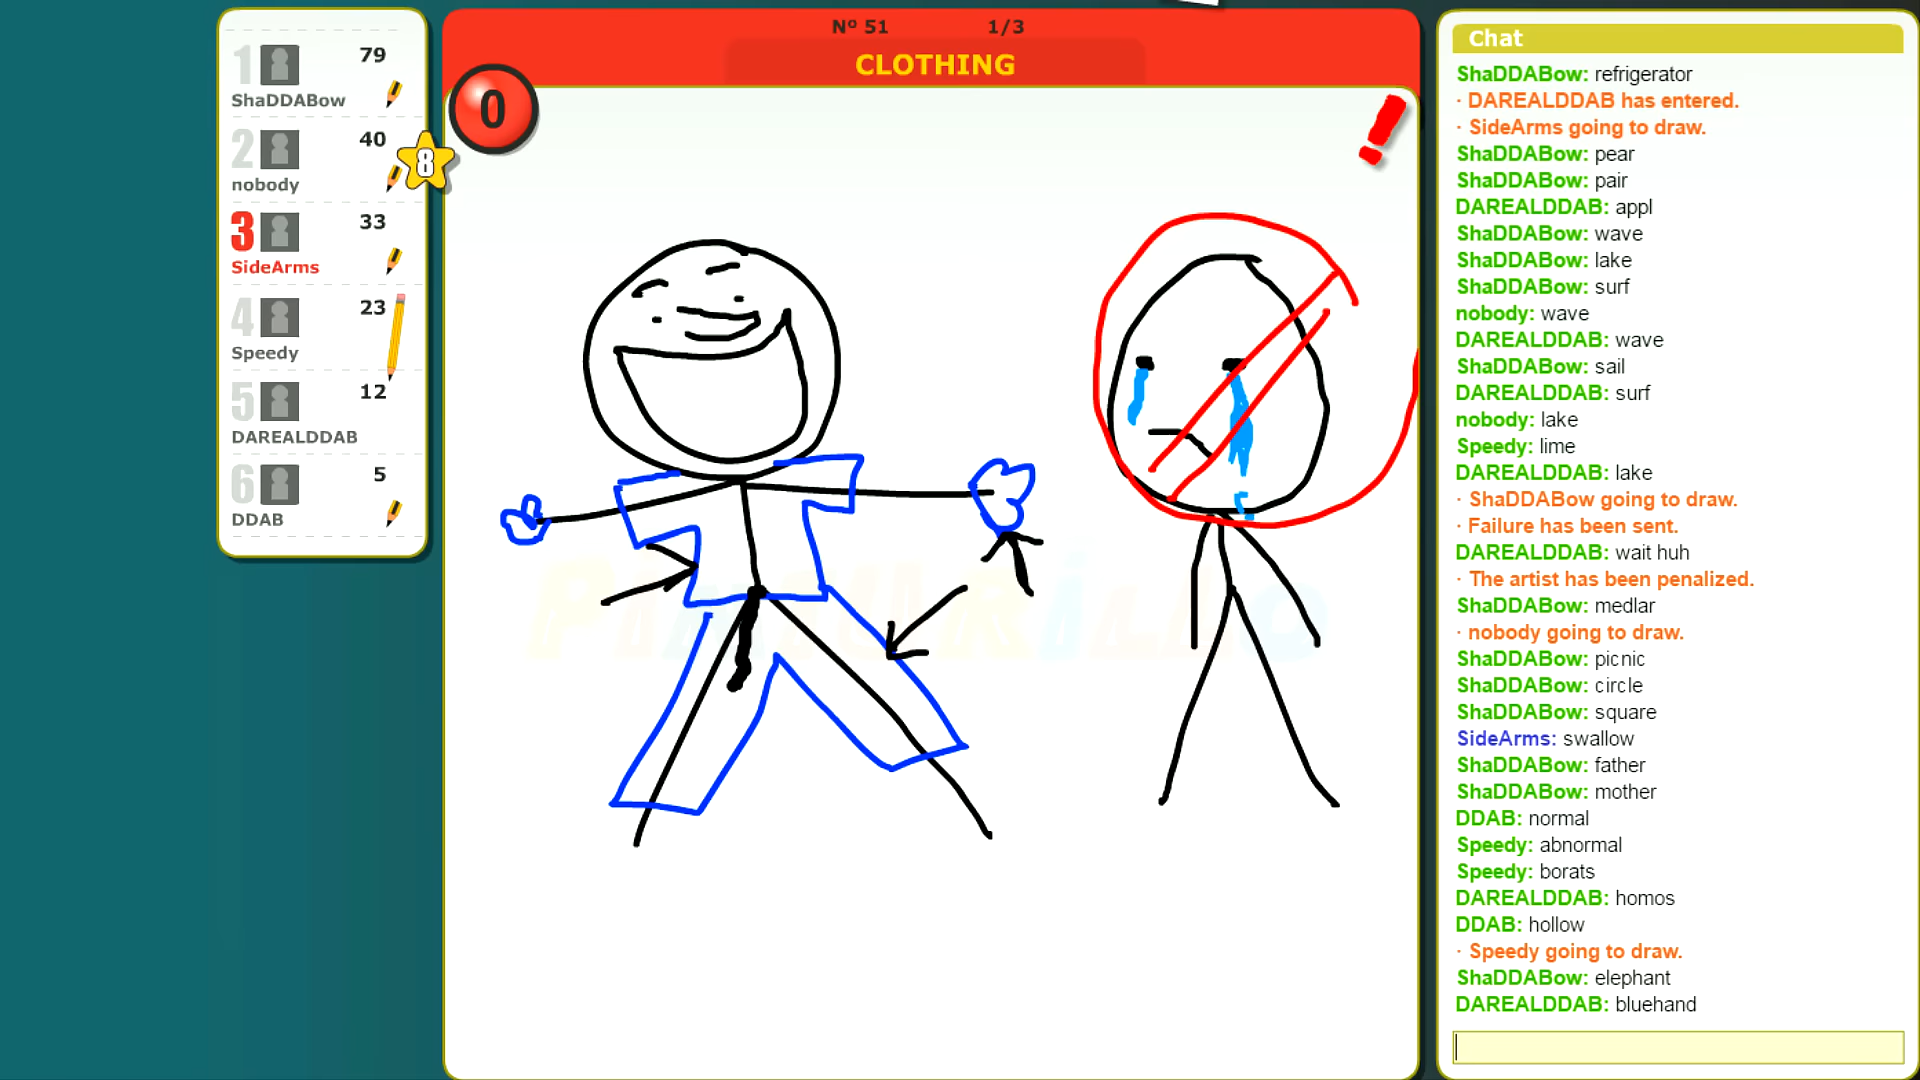 1
79
ShaDDABow
2
40
8
nobody
3
33
SideArms
4
23
Speedy
5
12
DAREALDDAB
6
5
DDAB
Nº 51 1/3
CLOTHING
0
Pinturillo
Chat
ShaDDABow: refrigerator
· DAREALDDAB has entered.
· SideArms going to draw.
ShaDDABow: pear
ShaDDABow: pair
DAREALDDAB: appl
ShaDDABow: wave
ShaDDABow: lake
ShaDDABow: surf
nobody: wave
DAREALDDAB: wave
ShaDDABow: sail
DAREALDDAB: surf
nobody: lake
Speedy: lime
DAREALDDAB: lake
· ShaDDABow going to draw.
· Failure has been sent.
DAREALDDAB: wait huh
· The artist has been penalized.
ShaDDABow: medlar
· nobody going to draw.
ShaDDABow: picnic
ShaDDABow: circle
ShaDDABow: square
SideArms: swallow
ShaDDABow: father
ShaDDABow: mother
DDAB: normal
Speedy: abnormal
Speedy: borats
DAREALDDAB: homos
DDAB: hollow
· Speedy going to draw.
ShaDDABow: elephant
DAREALDDAB: bluehand